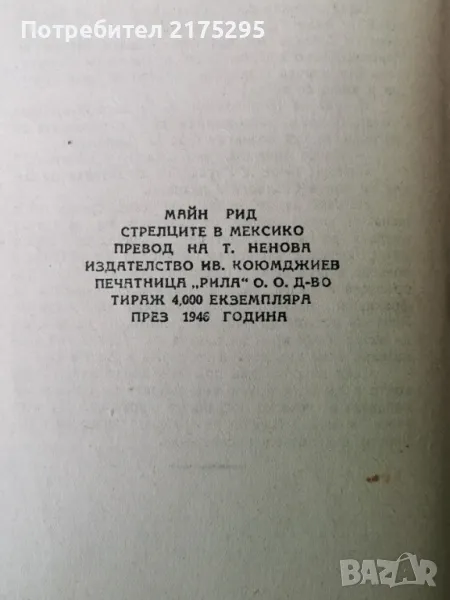 Потребител 2175295
МАЙН РИД
СТРЕЛЦИТЕ В МЕКСИКО
ПРЕВОД НА Т. НЕНОВА
ИЗДАТЕЛСТВО ИВ. КОЮМДЖИЕВ
ПЕЧАТНИЦА „РИЛА" О. О. Д-ВО
ТИРАЖ 4,000 ЕКЗЕМПЛЯРА
ПРЕЗ 1946 ГОДИНА
BAZAR